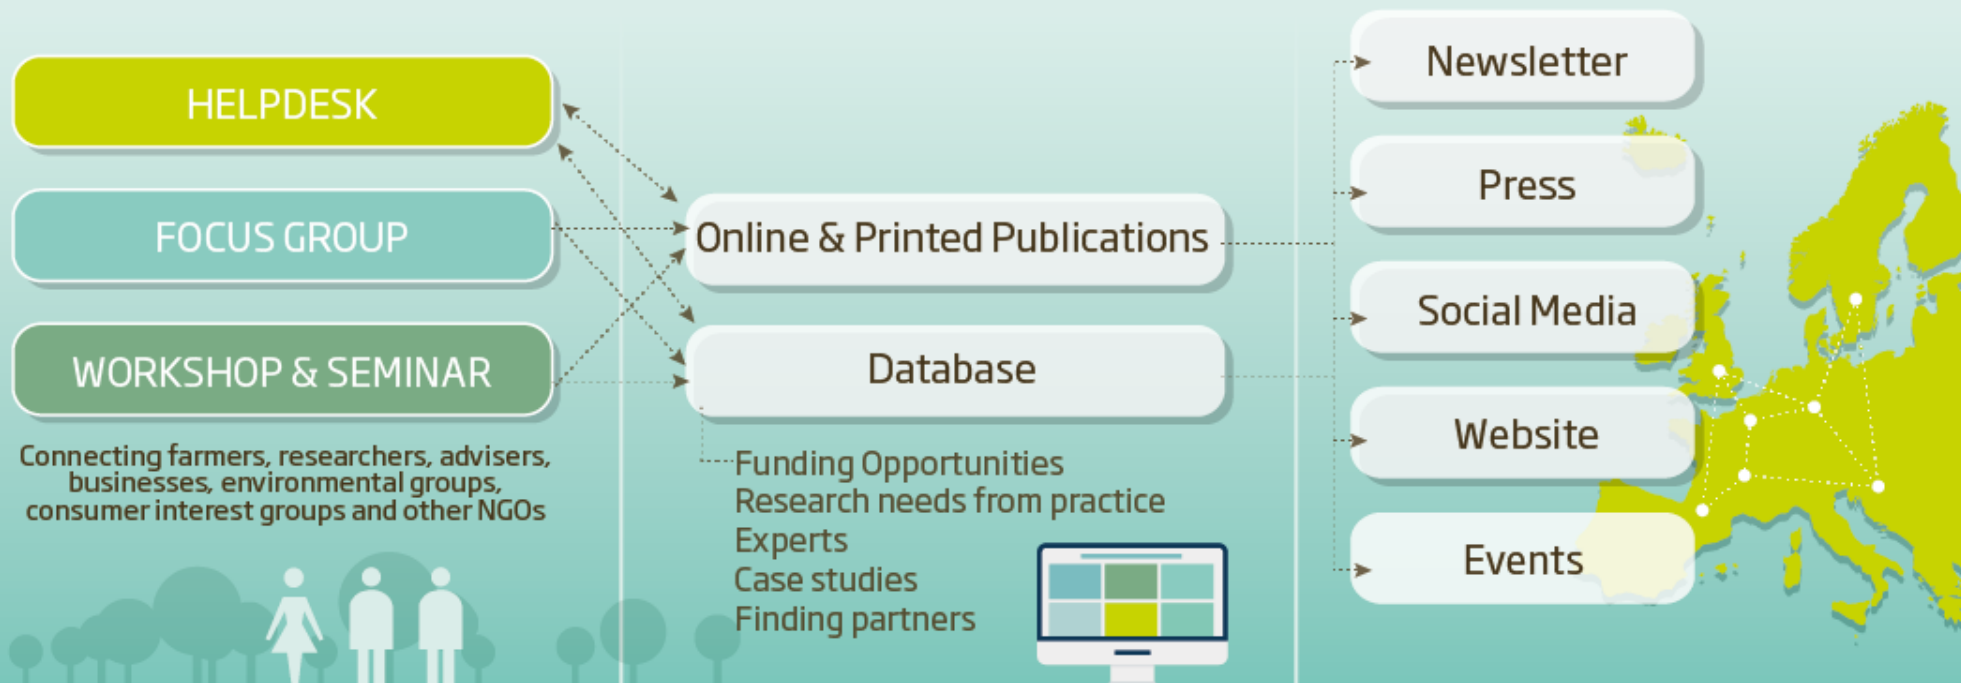 HELPDESK
FOCUS GROUP
WORKSHOP & SEMINAR
Connecting farmers, researchers, advisers,
businesses, environmental groups,
consumer interest groups and other NGOs
Online & Printed Publications
Database
Funding Opportunities
Research needs from practice
Experts
Case studies
Finding partners
Newsletter
Press
Social Media
Website
Events